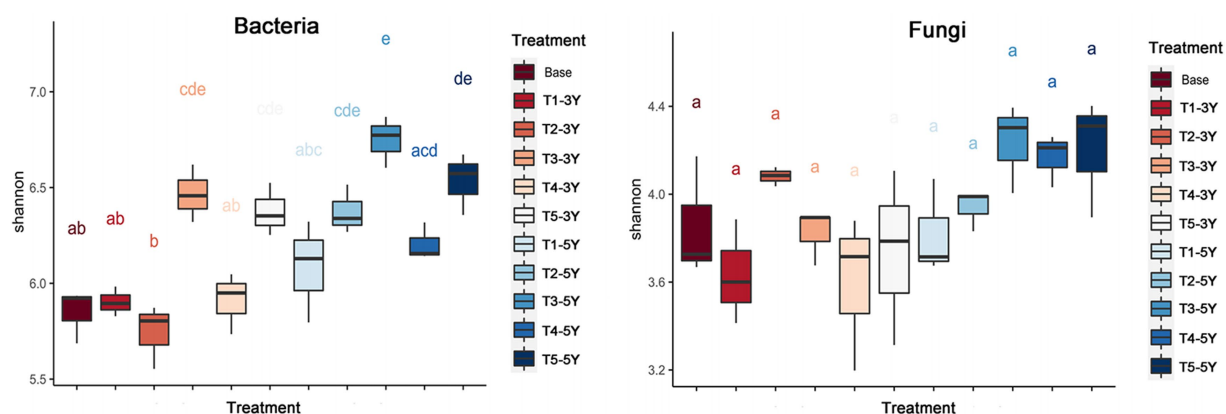 Bacteria
shannon
7.0
6.5
6.0
5.5
ab
ab
b
cde
ab
cde
abc
cde
e
acd
de
Treatment
Treatment
Base
T1-3Y
T2-3Y
T3-3Y
T4-3Y
T5-3Y
T1-5Y
T2-5Y
T3-5Y
T4-5Y
T5-5Y
Fungi
shannon
4.4
4.0
3.6
3.2
a
a
a
a
a
a
a
a
a
a
a
Treatment
Treatment
Base
T1-3Y
T2-3Y
T3-3Y
T4-3Y
T5-3Y
T1-5Y
T2-5Y
T3-5Y
T4-5Y
T5-5Y